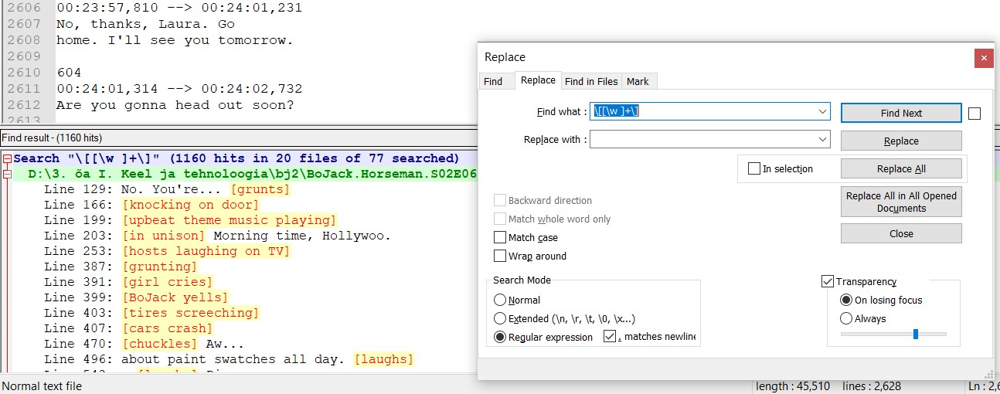 2606 00:23:57,810 --> 00:24:01,231
2607 No, thanks, Laura. Go
2608 home. I'll see you tomorrow.
2609
2610 604
2611 00:24:01,314 --> 00:24:02,732
2612 Are you gonna head out soon?
2613
Find result - (1160 hits)
Search "\[[\w ]+\]" (1160 hits in 20 files of 77 searched)
D:\3. õa I. Keel ja tehnoloogia\bj2\BoJack.Horseman.S02E06
Line 129: No. You're... [grunts]
Line 166: [knocking on door]
Line 199: [upbeat theme music playing]
Line 203: [in unison] Morning time, Hollywoo.
Line 253: [hosts laughing on TV]
Line 387: [grunting]
Line 391: [girl cries]
Line 399: [BoJack yells]
Line 403: [tires screeching]
Line 407: [cars crash]
Line 470: [chuckles] Aw...
Line 496: about paint swatches all day. [laughs]
Normal text file
length : 45,510 lines : 2,628
Ln : 2,6
Replace
Find Replace Find in Files Mark
Find what : \[[\w ]+\]
Find Next
Replace with :
Replace
In selection
Replace All
Replace All in All Opened
Documents
Close
Backward direction
Match whole word only
Match case
Wrap around
Search Mode
Normal
Extended (\n, \r, \t, \0, \x...)
Regular expression
. matches newline
Transparency
On losing focus
Always